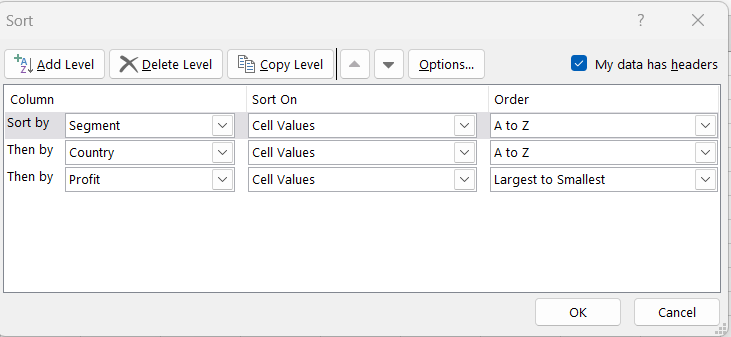 Sort ?
Add Level Delete Level Copy Level Options... My data has headers
Column Sort On Order
Sort by Segment Cell Values A to Z
Then by Country Cell Values A to Z
Then by Profit Cell Values Largest to Smallest
OK Cancel